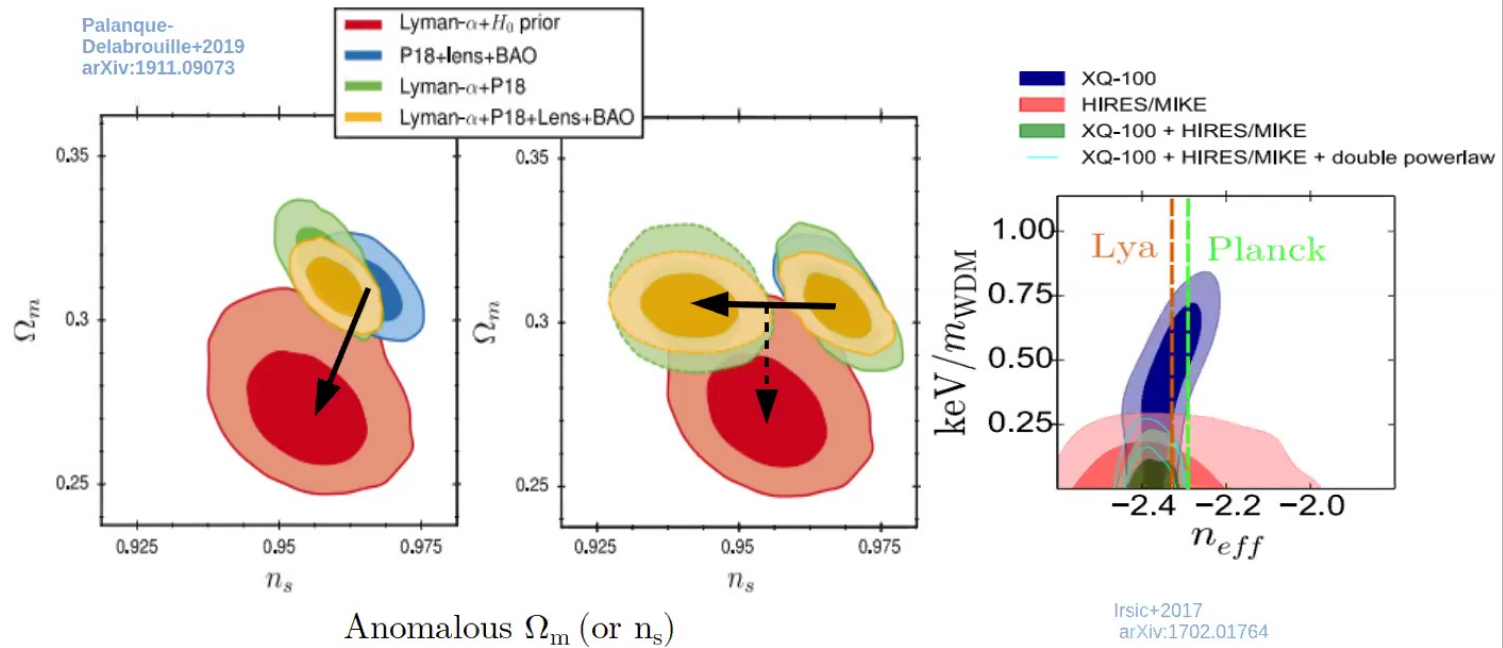 Palanque-
Delabrouille+2019
arXiv:1911.09073
Lyman-α+H₀ prior
P18+lens+BAO
Lyman-α+P18
Lyman-α+P18+Lens+BAO
0.35
0.3
0.25
Ωₘ
0.925 0.95 0.975
nₛ
0.35
0.3
0.25
Ωₘ
0.925 0.95 0.975
nₛ
XQ-100
HIRES/MIKE
XQ-100 + HIRES/MIKE
XQ-100 + HIRES/MIKE + double powerlaw
Lya Planck
1.00
0.75
0.50
0.25
keV/m_WDM
−2.4 −2.2 −2.0
n_eff
Anomalous Ωₘ (or nₛ)
Irsic+2017
arXiv:1702.01764